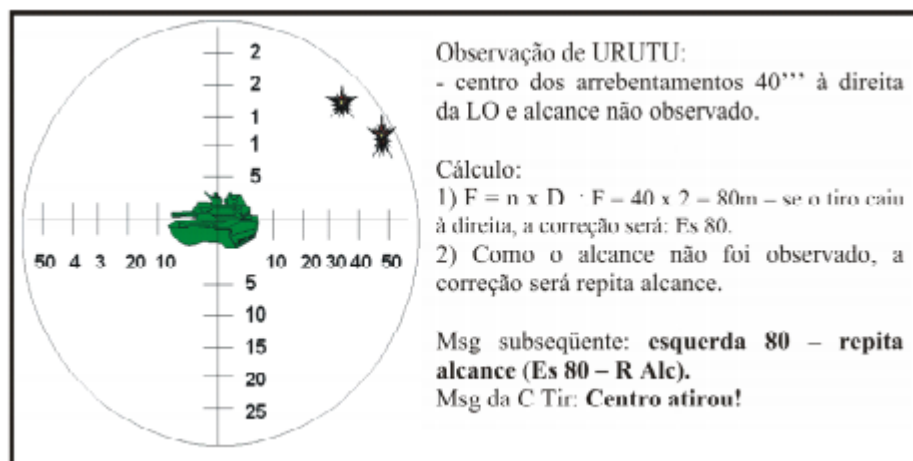 2
2
1
1
5
50 4 3 20 10
10 20 30 40 50
5
10
15
20
25
Observação de URUTU:
- centro dos arrebentamentos 40’’’ à direita
da LO e alcance não observado.
Cálculo:
1) F = n x D ∴ F – 40 x 2 – 80m – se o tiro caiu
à direita, a correção será: Es 80.
2) Como o alcance não foi observado, a
correção será repita alcance.
Msg subseqüente: esquerda 80 – repita
alcance (Es 80 – R Alc).
Msg da C Tir: Centro atirou!